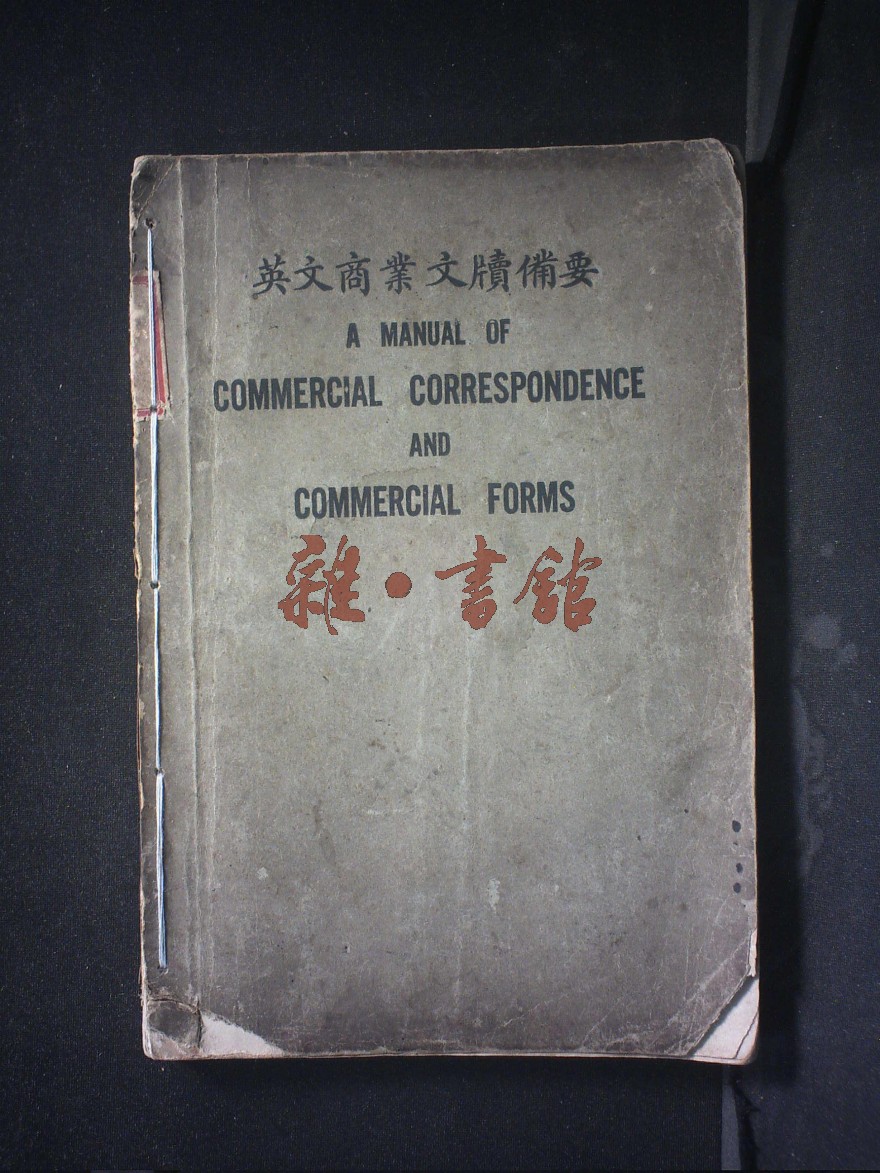 英文商業文牘備要
A MANUAL OF
COMMERCIAL CORRESPONDENCE
AND
COMMERCIAL FORMS
雜·書館